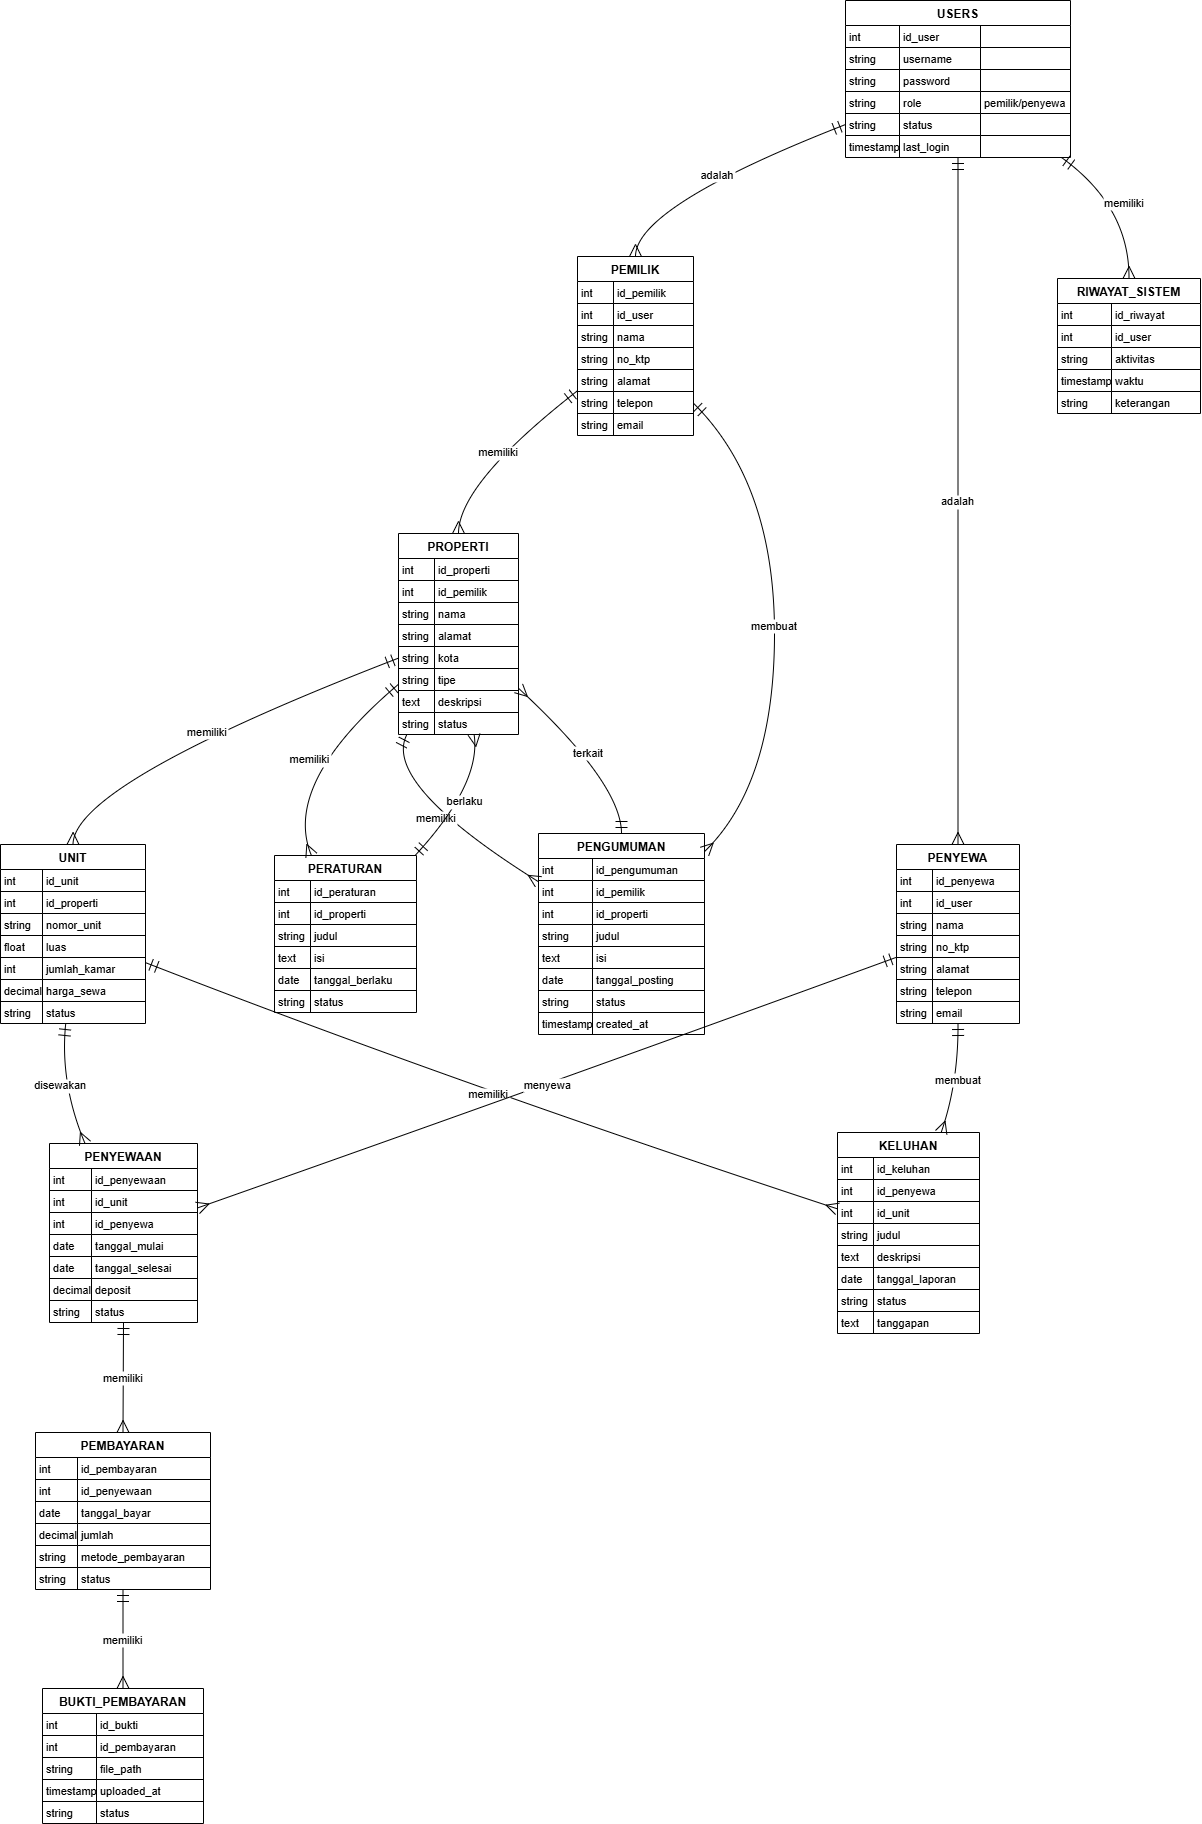 USERS
int id_user
string username
string password
string role pemilik/penyewa
string status
timestamp last_login
adalah
memiliki
PEMILIK
int id_pemilik
int id_user
string nama
string no_ktp
string alamat
string telepon
string email
RIWAYAT_SISTEM
int id_riwayat
int id_user
string aktivitas
timestamp waktu
string keterangan
memiliki
adalah
PROPERTI
int id_properti
int id_pemilik
string nama
string alamat
string kota
string tipe
text deskripsi
string status
membuat
memiliki
memiliki
terkait
berlaku
memiliki
UNIT
int id_unit
int id_properti
string nomor_unit
float luas
int jumlah_kamar
decimal harga_sewa
string status
PERATURAN
int id_peraturan
int id_properti
string judul
text isi
date tanggal_berlaku
string status
PENGUMUMAN
int id_pengumuman
int id_pemilik
int id_properti
string judul
text isi
date tanggal_posting
string status
timestamp created_at
PENYEWA
int id_penyewa
int id_user
string nama
string no_ktp
string alamat
string telepon
string email
disewakan
memiliki
menyewa
membuat
PENYEWAAN
int id_penyewaan
int id_unit
int id_penyewa
date tanggal_mulai
date tanggal_selesai
decimal deposit
string status
KELUHAN
int id_keluhan
int id_penyewa
int id_unit
string judul
text deskripsi
date tanggal_laporan
string status
text tanggapan
memiliki
PEMBAYARAN
int id_pembayaran
int id_penyewaan
date tanggal_bayar
decimal jumlah
string metode_pembayaran
string status
memiliki
BUKTI_PEMBAYARAN
int id_bukti
int id_pembayaran
string file_path
timestamp uploaded_at
string status